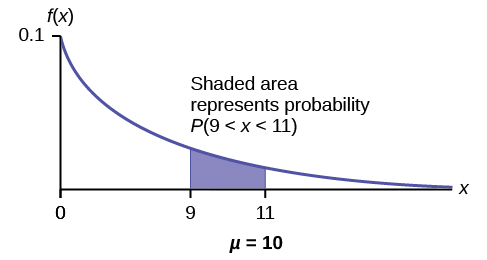 f(x)
0.1
Shaded area
represents probability
P(9 < x < 11)
x
0
9
11
μ = 10